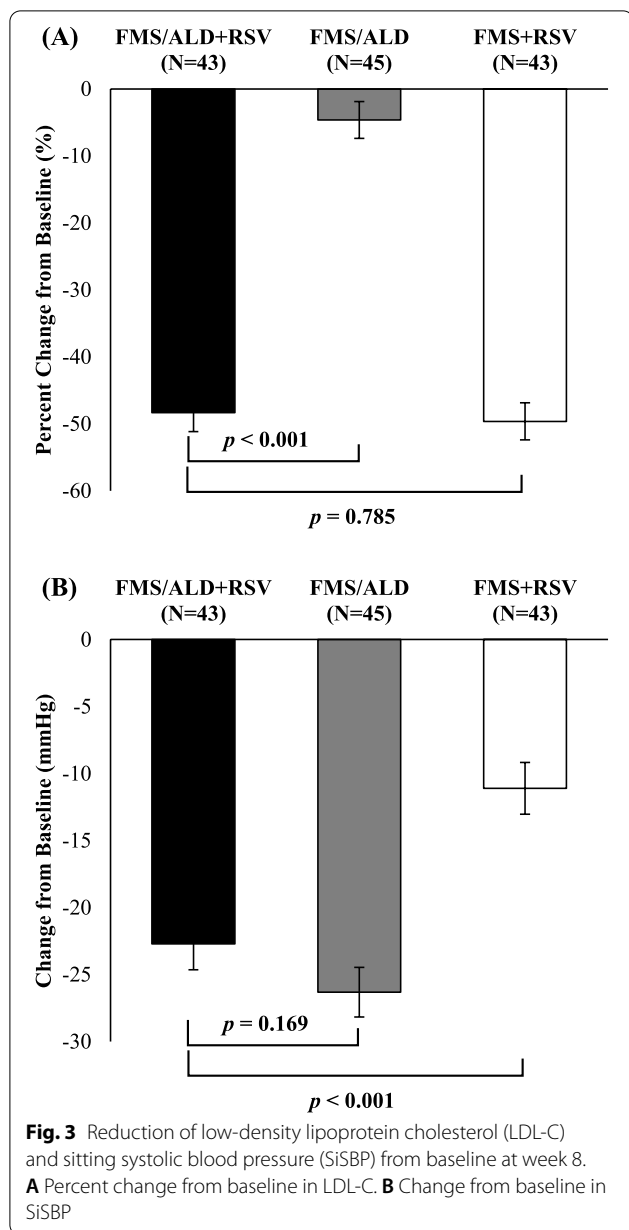 (A) FMS/ALD+RSV FMS/ALD FMS+RSV
(N=43) (N=45) (N=43)
Percent Change from Baseline (%)
0
-10
-20
-30
-40
-50
-60
p < 0.001
p = 0.785
(B) FMS/ALD+RSV FMS/ALD FMS+RSV
(N=43) (N=45) (N=43)
Change from Baseline (mmHg)
0
-5
-10
-15
-20
-25
-30
p = 0.169
p < 0.001
Fig. 3 Reduction of low-density lipoprotein cholesterol (LDL-C)
and sitting systolic blood pressure (SiSBP) from baseline at week 8.
A Percent change from baseline in LDL-C. B Change from baseline in
SiSBP